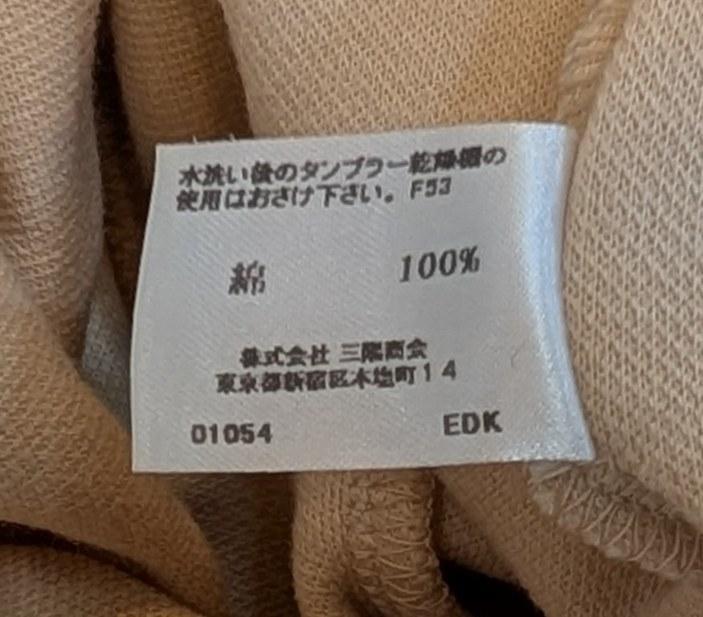 水洗い後のタンブラー乾燥機の
使用はおさけ下さい。F53
綿 100%
株式会社 三陽商会
東京都新宿区本塩町14
01054 EDK